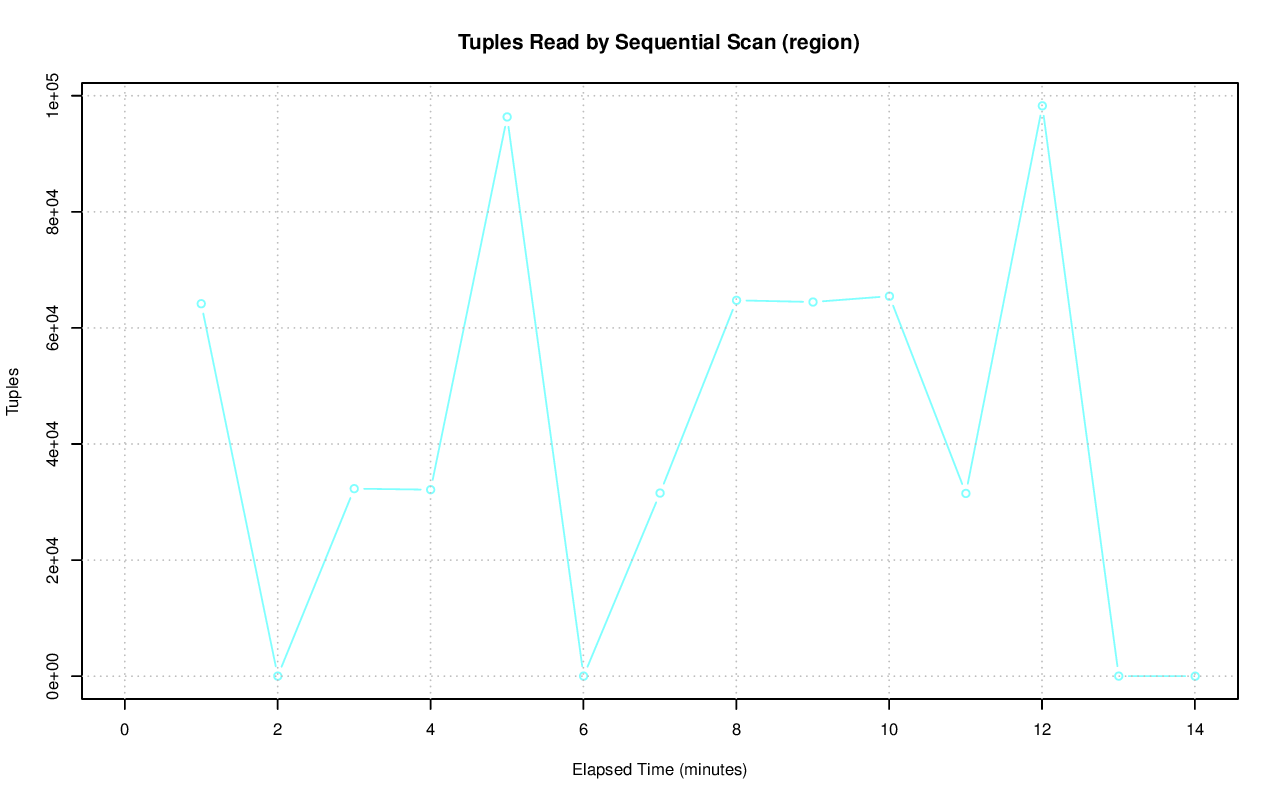 Tuples Read by Sequential Scan (region)
1e+05
8e+04
6e+04
4e+04
2e+04
0e+00
Tuples
0 2 4 6 8 10 12 14
Elapsed Time (minutes)